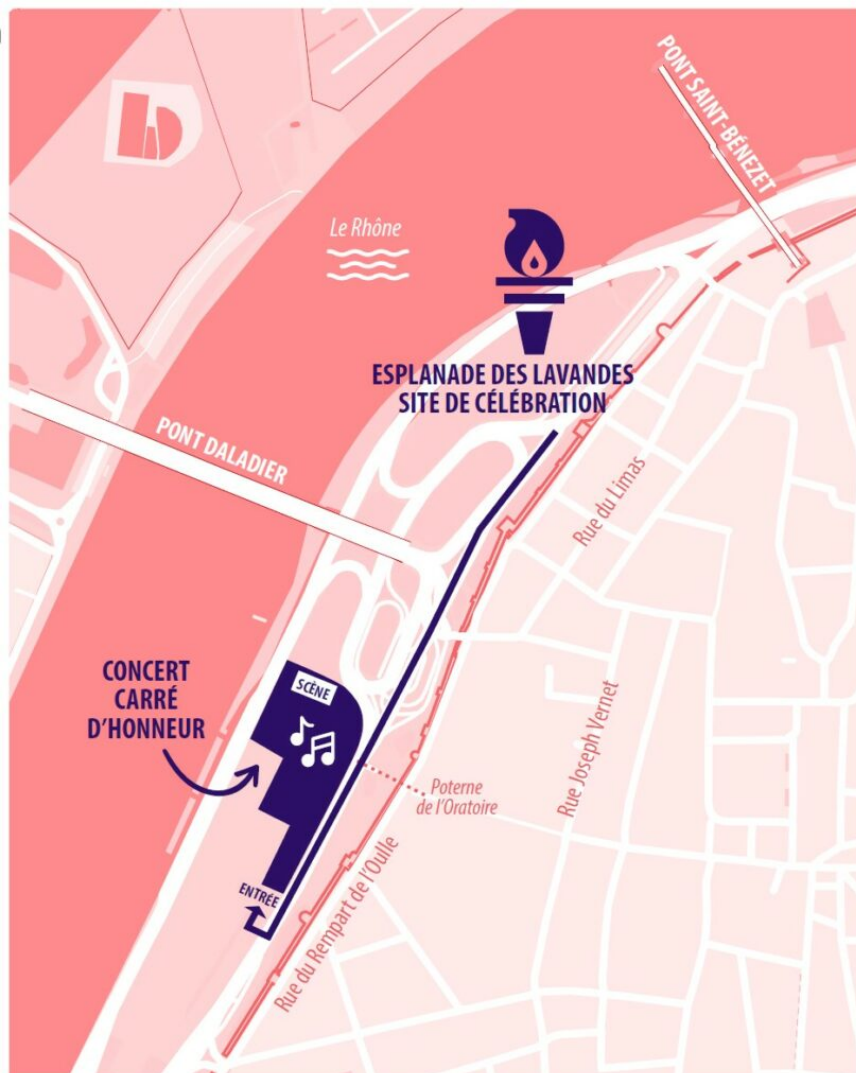 PONT SAINT-BÉNEZET
Le Rhône
ESPLANADE DES LAVANDES
SITE DE CÉLÉBRATION
PONT DALADIER
Rue du Limas
CONCERT
CARRÉ
D'HONNEUR
SCÈNE
Rue Joseph Vernet
Poterne
de l'Oratoire
ENTRÉE
Rue du Rempart de l'Oulle